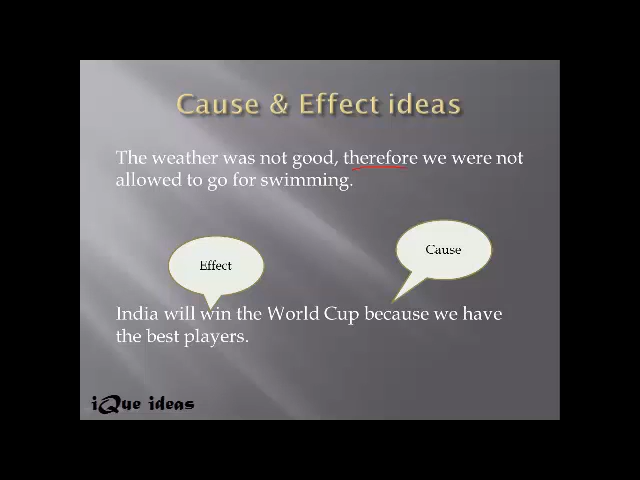 Cause & Effect ideas
The weather was not good, therefore we were not
allowed to go for swimming.
Effect
Cause
India will win the World Cup because we have
the best players.
iQue ideas